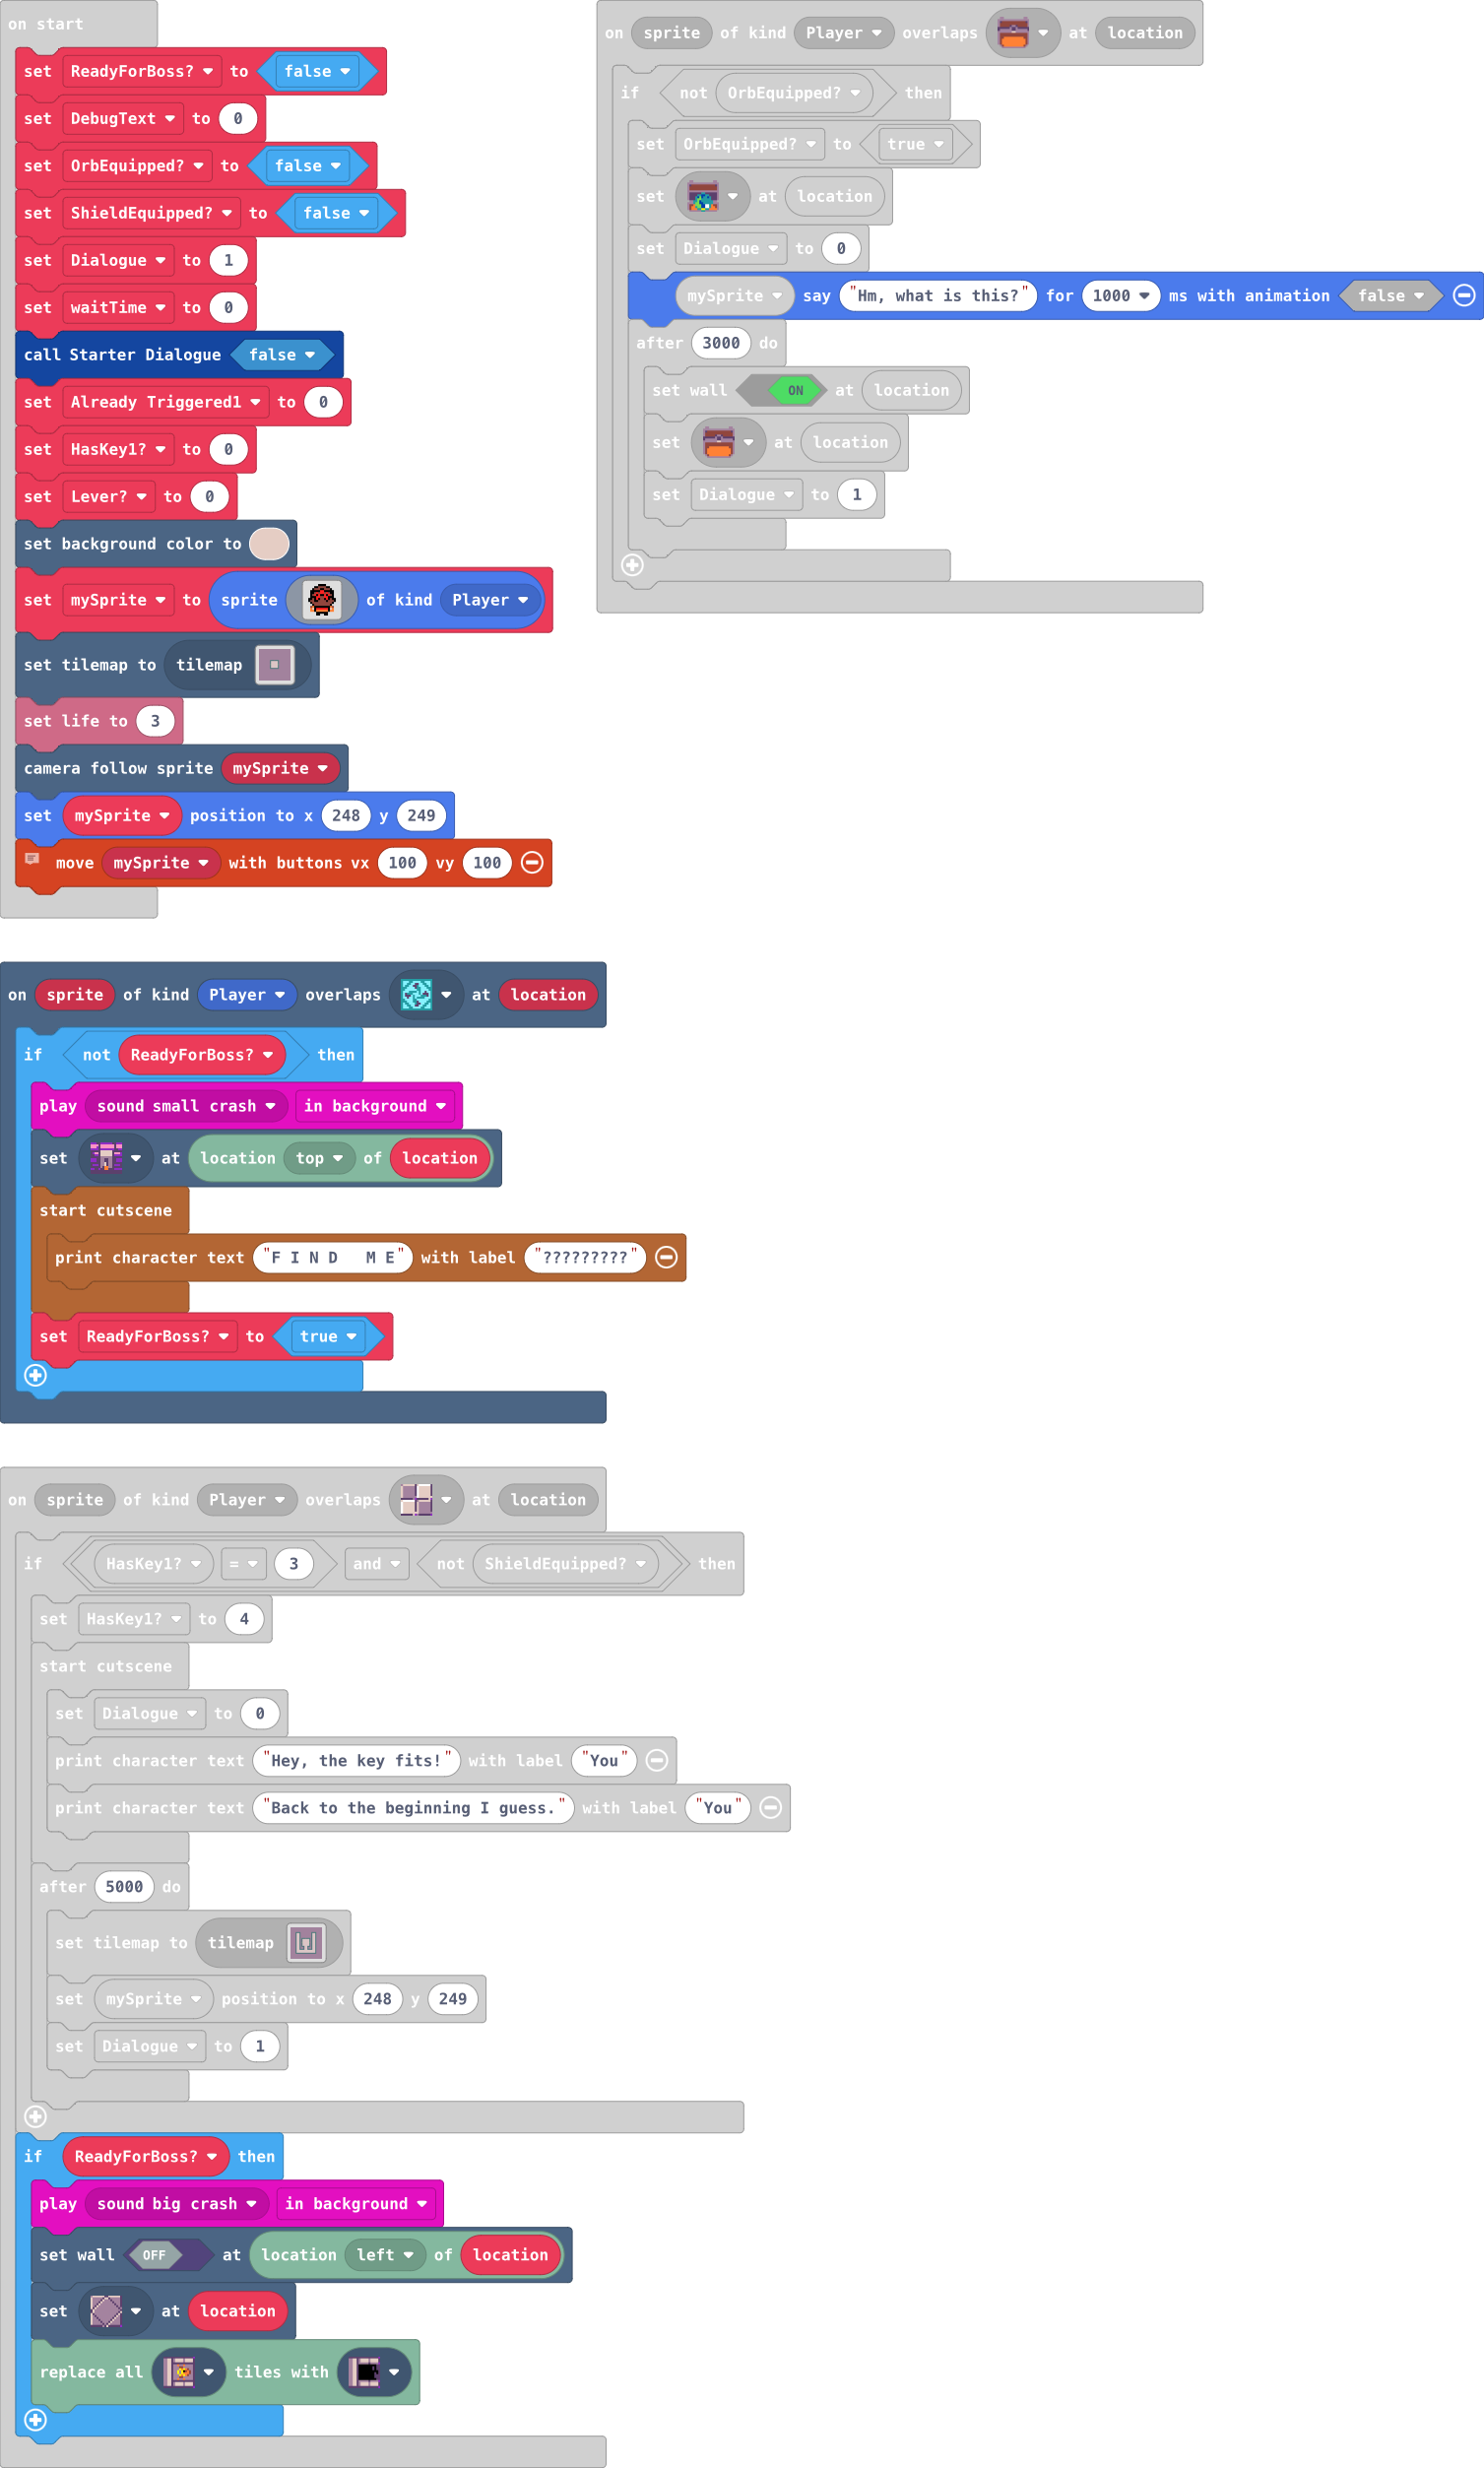 on start
set ReadyForBoss? to false
set DebugText to 0
set OrbEquipped? to false
set ShieldEquipped? to false
set Dialogue to 1
set waitTime to 0
call Starter Dialogue false
set Already Triggered1 to 0
set HasKey1? to 0
set Lever? to 0
set background color to
set mySprite to sprite of kind Player
set tilemap to tilemap
set life to 3
camera follow sprite mySprite
set mySprite position to x 248 y 249
move mySprite with buttons vx 100 vy 100
on sprite of kind Player overlaps at location
if not OrbEquipped? then
set OrbEquipped? to true
set at location
set Dialogue to 0
mySprite say "Hm, what is this?" for 1000 ms with animation false
after 3000 do
set wall ON at location
set at location
set Dialogue to 1
on sprite of kind Player overlaps at location
if not ReadyForBoss? then
play sound small crash in background
set at location top of location
start cutscene
print character text "F I N D   M E" with label "?????????"
set ReadyForBoss? to true
on sprite of kind Player overlaps at location
if HasKey1? = 3 and not ShieldEquipped? then
set HasKey1? to 4
start cutscene
set Dialogue to 0
print character text "Hey, the key fits!" with label "You"
print character text "Back to the beginning I guess." with label "You"
after 5000 do
set tilemap to tilemap
set mySprite position to x 248 y 249
set Dialogue to 1
if ReadyForBoss? then
play sound big crash in background
set wall OFF at location left of location
set at location
replace all tiles with